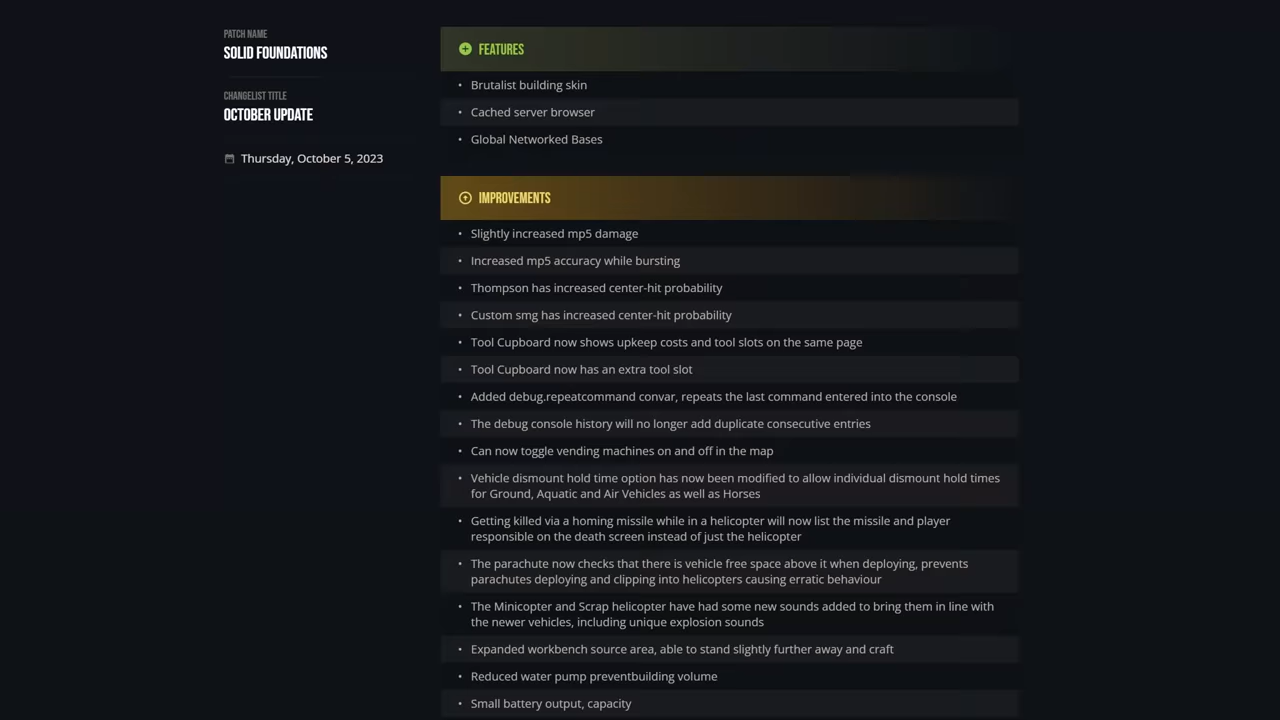 PATCH NAME
SOLID FOUNDATIONS
CHANGELIST TITLE
OCTOBER UPDATE
Thursday, October 5, 2023
FEATURES
• Brutalist building skin
• Cached server browser
• Global Networked Bases
IMPROVEMENTS
• Slightly increased mp5 damage
• Increased mp5 accuracy while bursting
• Thompson has increased center-hit probability
• Custom smg has increased center-hit probability
• Tool Cupboard now shows upkeep costs and tool slots on the same page
• Tool Cupboard now has an extra tool slot
• Added debug.repeatcommand convar, repeats the last command entered into the console
• The debug console history will no longer add duplicate consecutive entries
• Can now toggle vending machines on and off in the map
• Vehicle dismount hold time option has now been modified to allow individual dismount hold times
for Ground, Aquatic and Air Vehicles as well as Horses
• Getting killed via a homing missile while in a helicopter will now list the missile and player
responsible on the death screen instead of just the helicopter
• The parachute now checks that there is vehicle free space above it when deploying, prevents
parachutes deploying and clipping into helicopters causing erratic behaviour
• The Minicopter and Scrap helicopter have had some new sounds added to bring them in line with
the newer vehicles, including unique explosion sounds
• Expanded workbench source area, able to stand slightly further away and craft
• Reduced water pump preventbuilding volume
• Small battery output, capacity